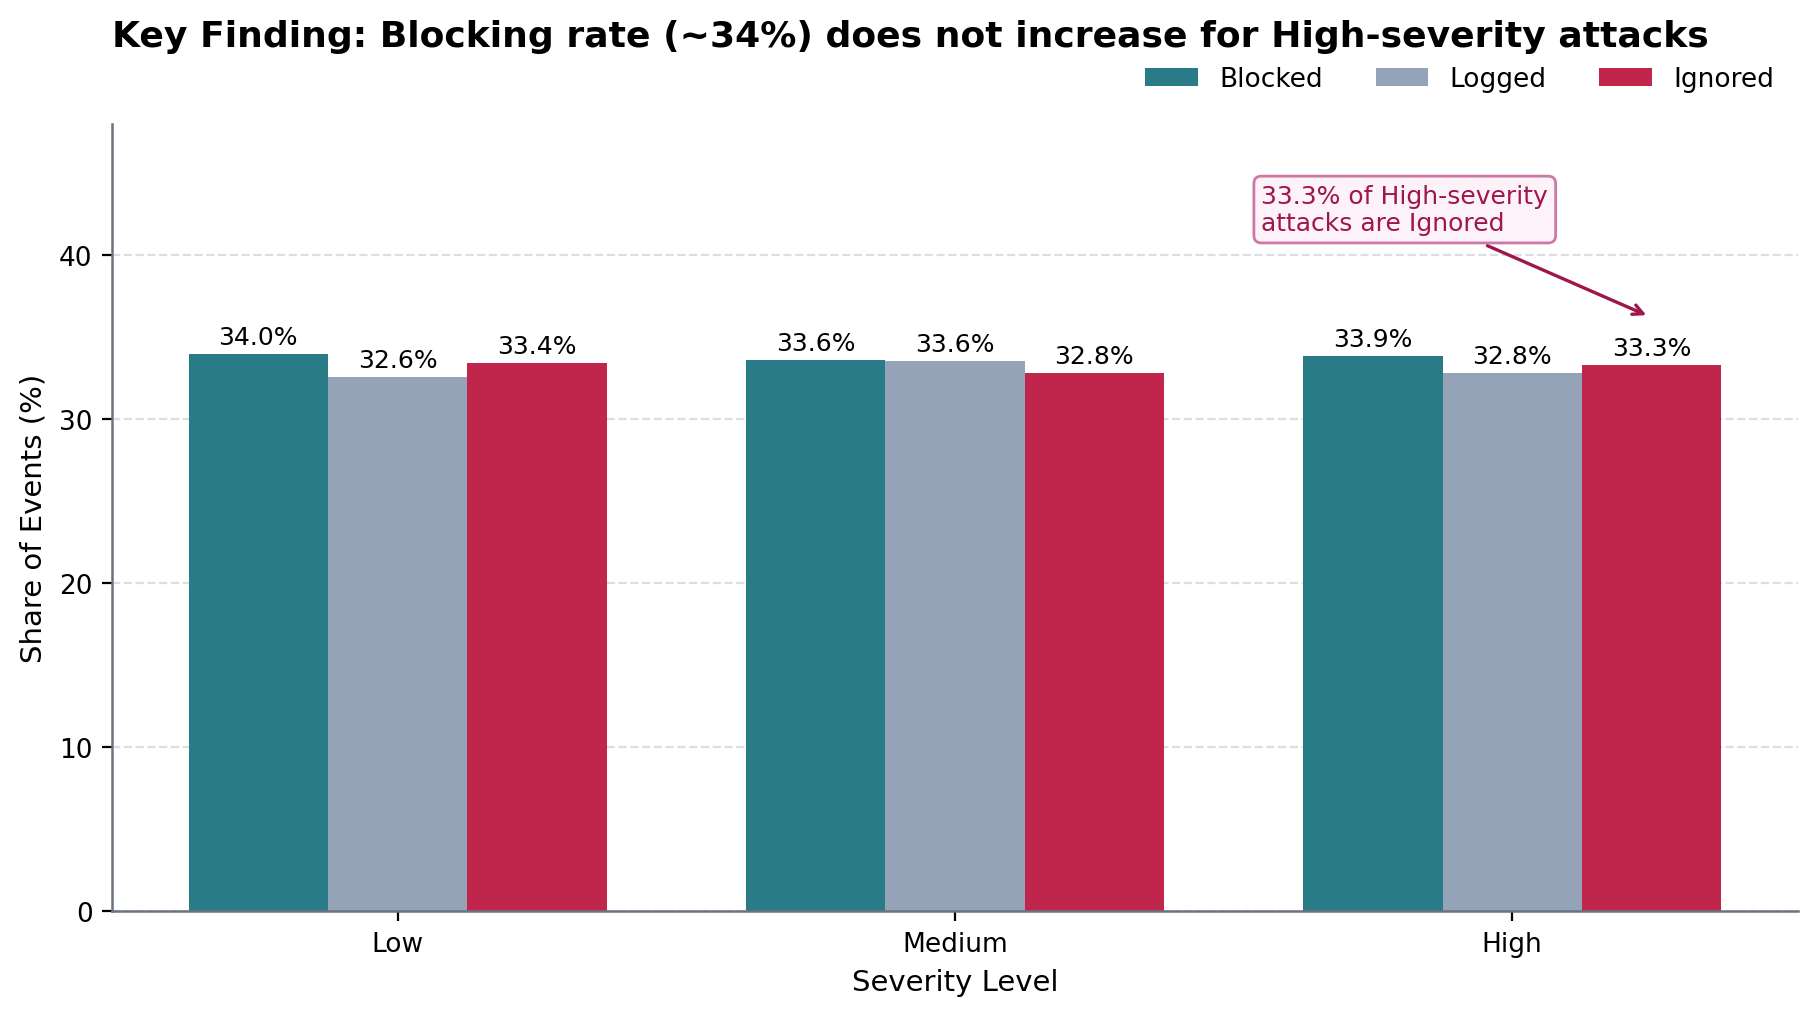 Key Finding: Blocking rate (~34%) does not increase for High-severity attacks
Blocked Logged Ignored
33.3% of High-severity
attacks are Ignored
40
30
20
10
0
Share of Events (%)
34.0% 32.6% 33.4%
33.6% 33.6% 32.8%
33.9% 32.8% 33.3%
Low Medium High
Severity Level